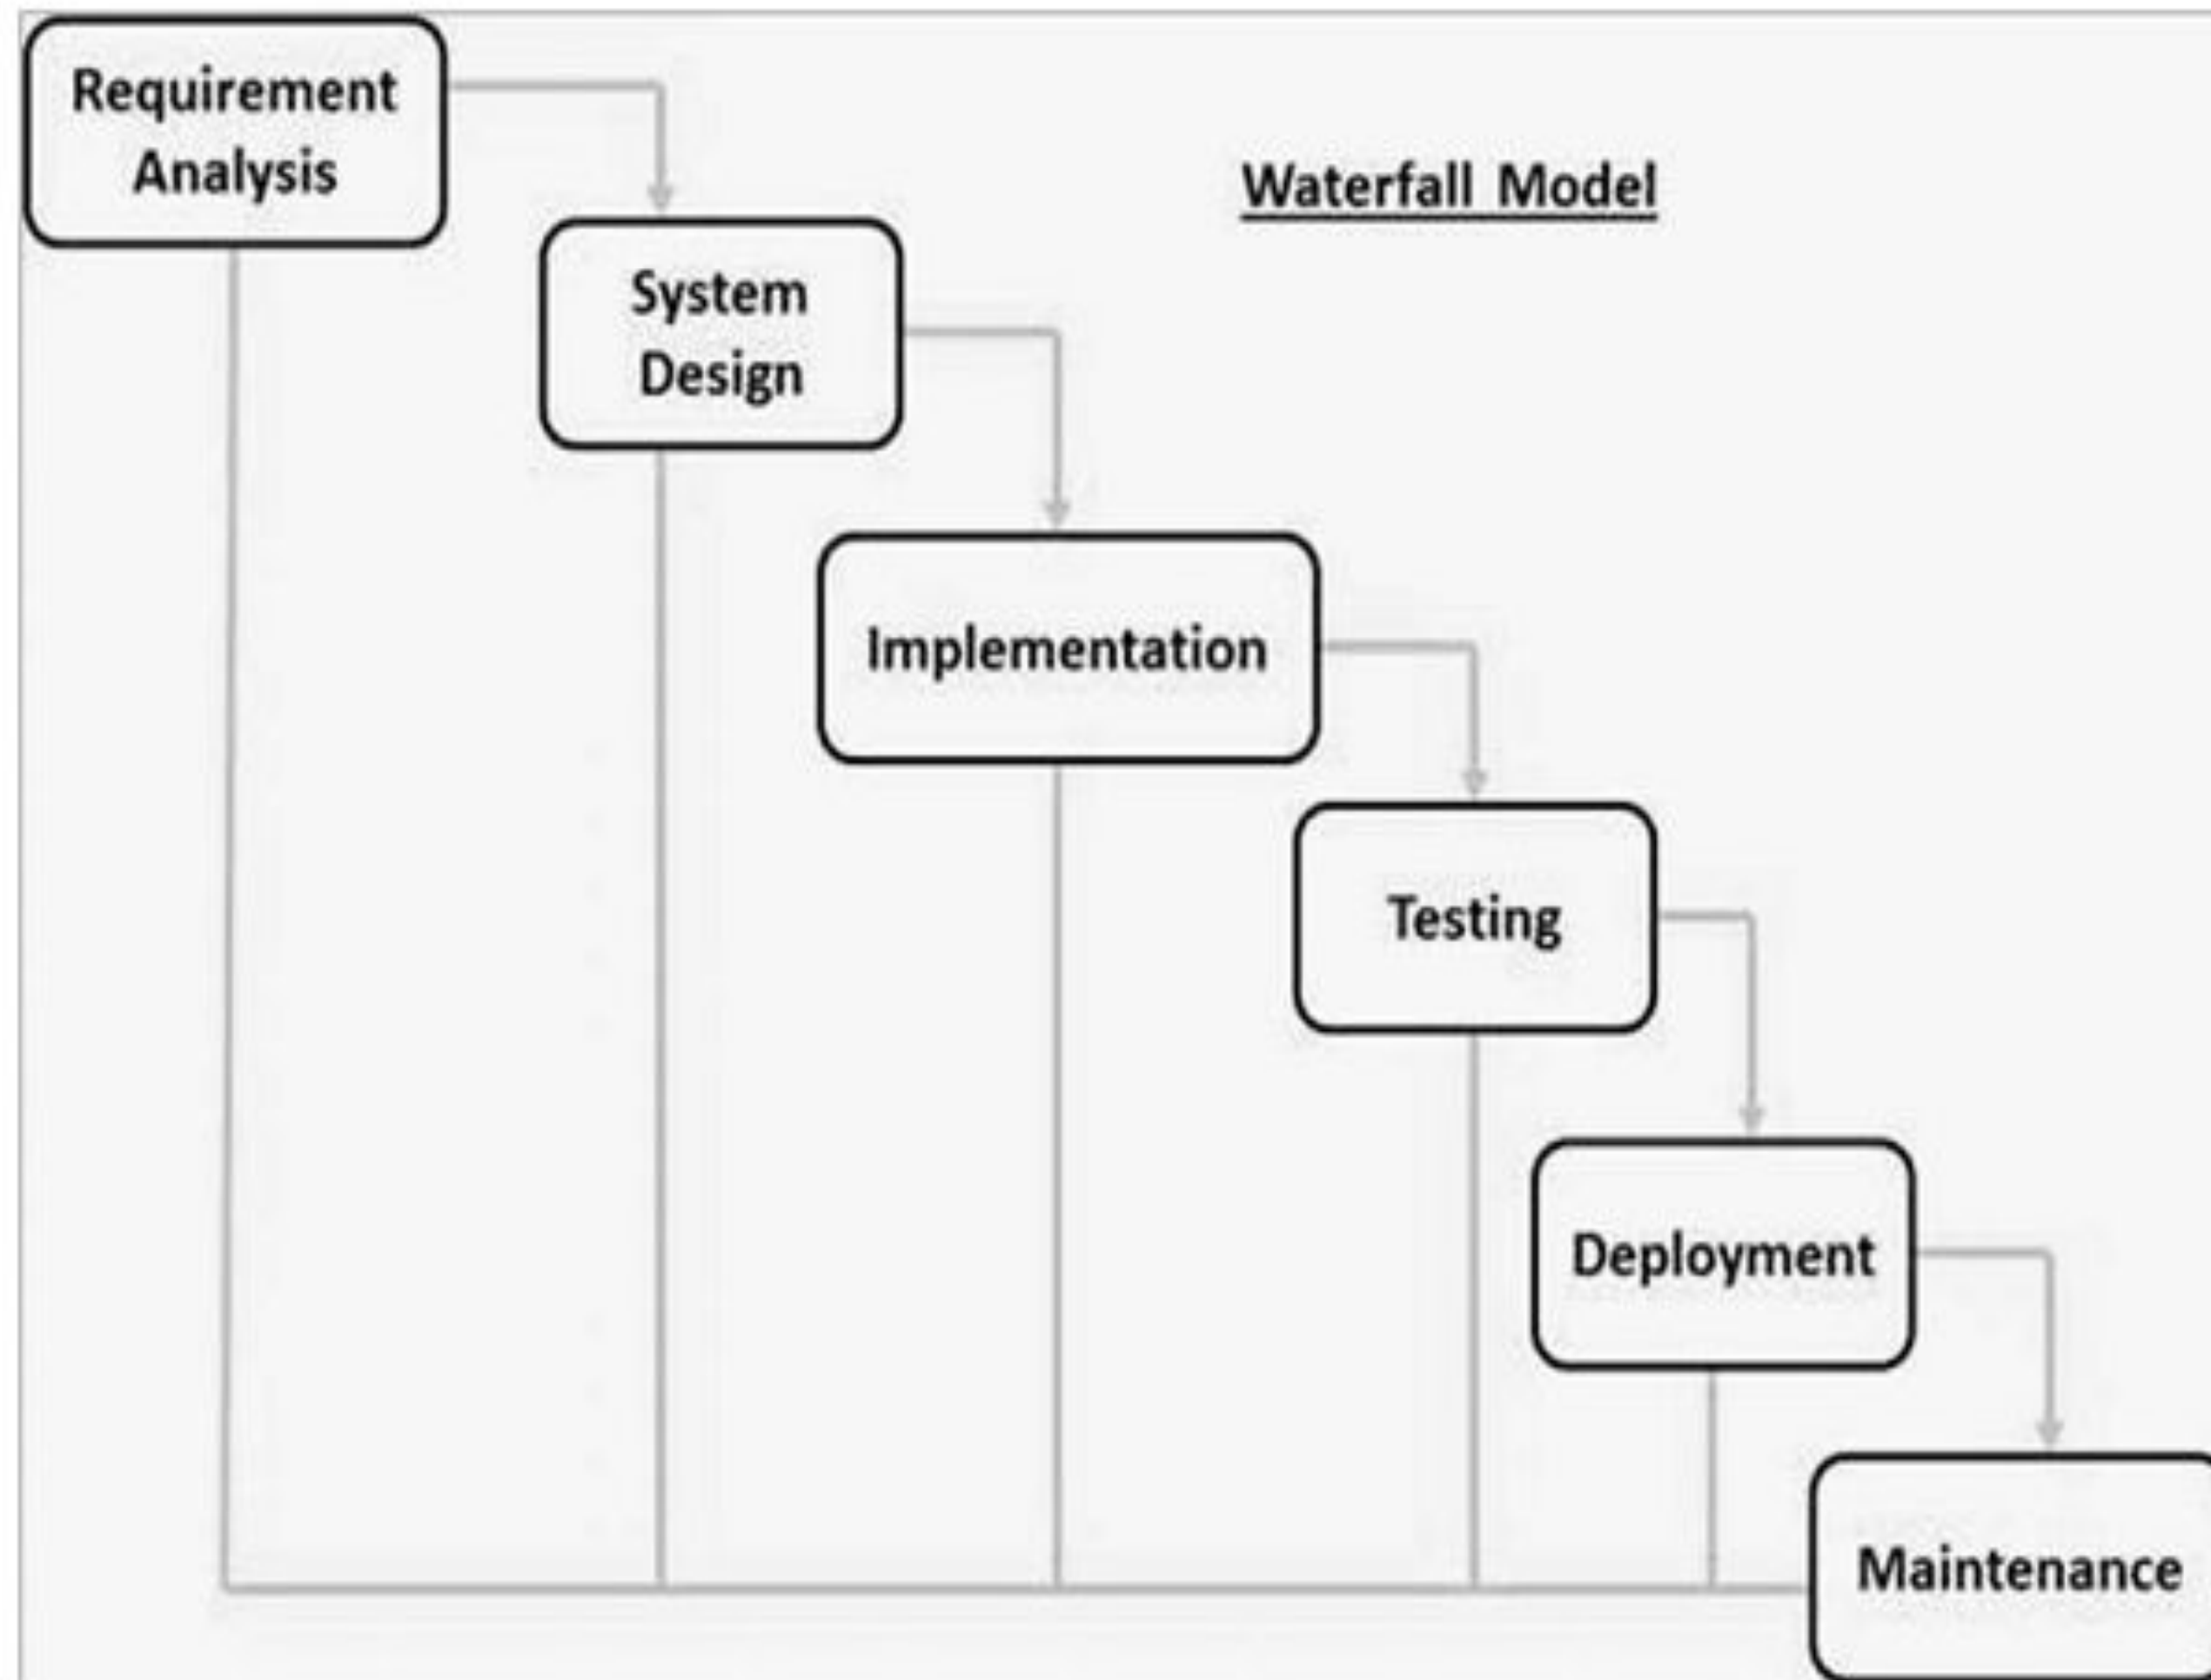 Requirement
Analysis
Waterfall Model
System
Design
Implementation
Testing
Deployment
Maintenance